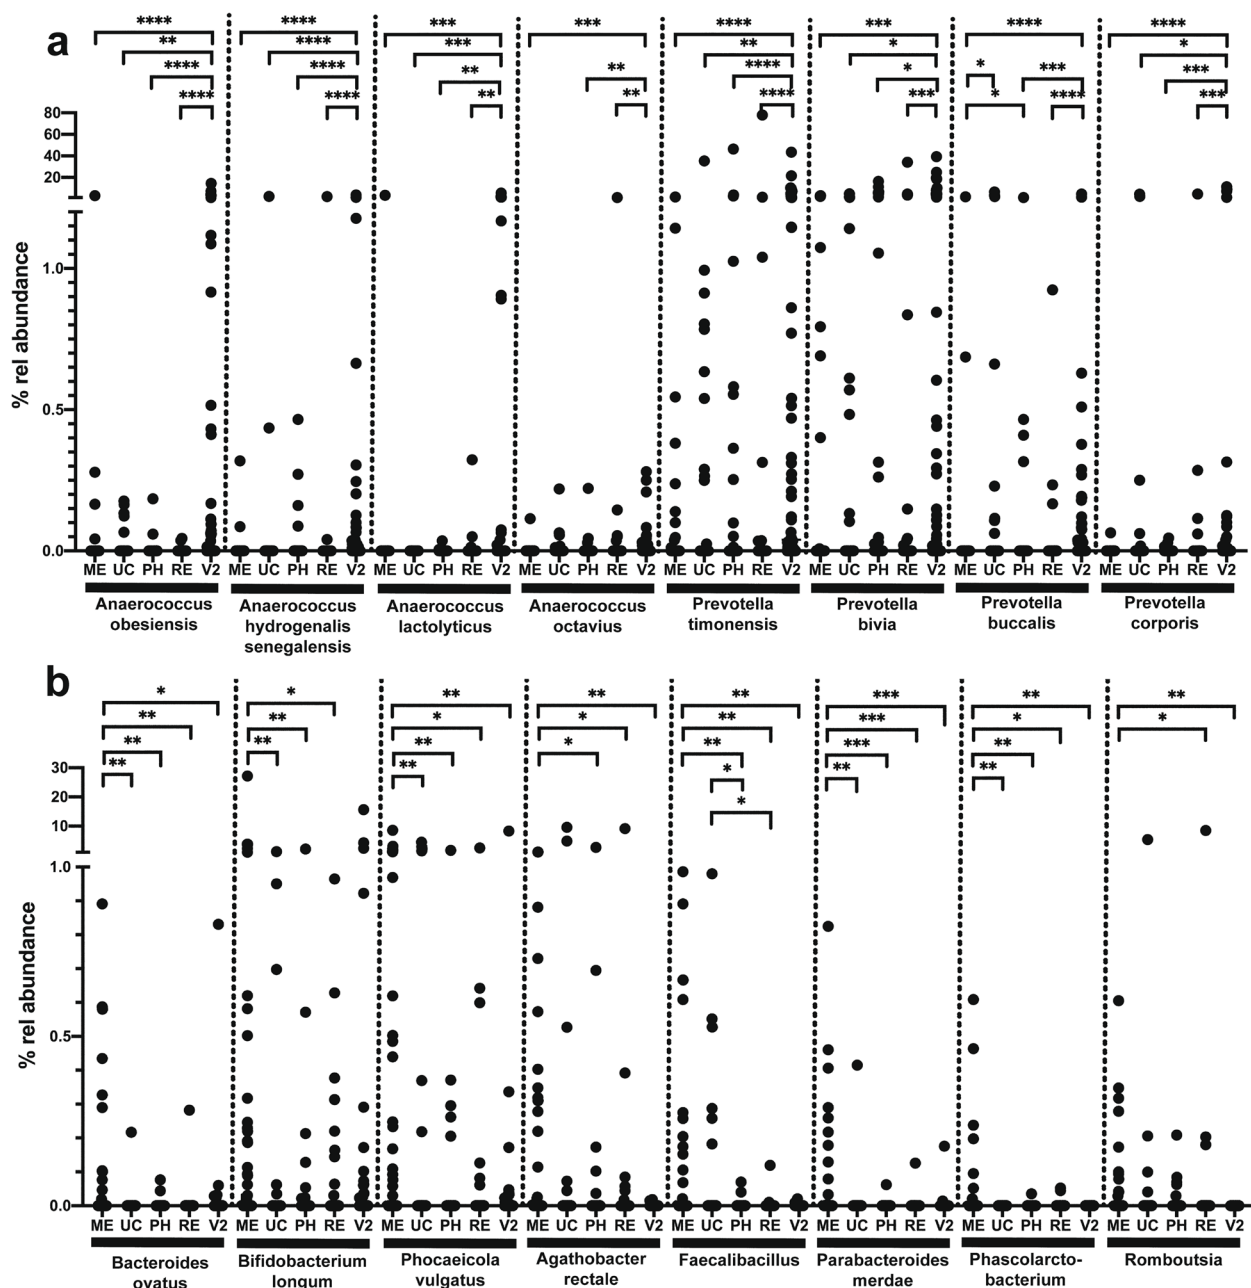 a
**** **** *** *** **** *** **** ****
** **** *** ** * *
**** **** ** ** **** * * *** ***
**** **** ** ** **** *** * **** ***
80
60
40
20
1.0
0.5
0.0
% rel abundance
ME UC PH RE V2 ME UC PH RE V2 ME UC PH RE V2 ME UC PH RE V2 ME UC PH RE V2 ME UC PH RE V2 ME UC PH RE V2 ME UC PH RE V2
Anaerococcus
obesiensis
Anaerococcus
hydrogenalis
senegalensis
Anaerococcus
lactolyticus
Anaerococcus
octavius
Prevotella
timonensis
Prevotella
bivia
Prevotella
buccalis
Prevotella
corporis
b
* * ** ** ** *** ** **
** ** * * ** *** * *
** ** ** * ** *** **
** ** * ** **
*
30
20
10
1.0
0.5
0.0
% rel abundance
ME UC PH RE V2 ME UC PH RE V2 ME UC PH RE V2 ME UC PH RE V2 ME UC PH RE V2 ME UC PH RE V2 ME UC PH RE V2 ME UC PH RE V2
Bacteroides
ovatus
Bifidobacterium
longum
Phocaeicola
vulgatus
Agathobacter
rectale
Faecalibacillus
Parabacteroides
merdae
Phascolarcto-
bacterium
Romboutsia